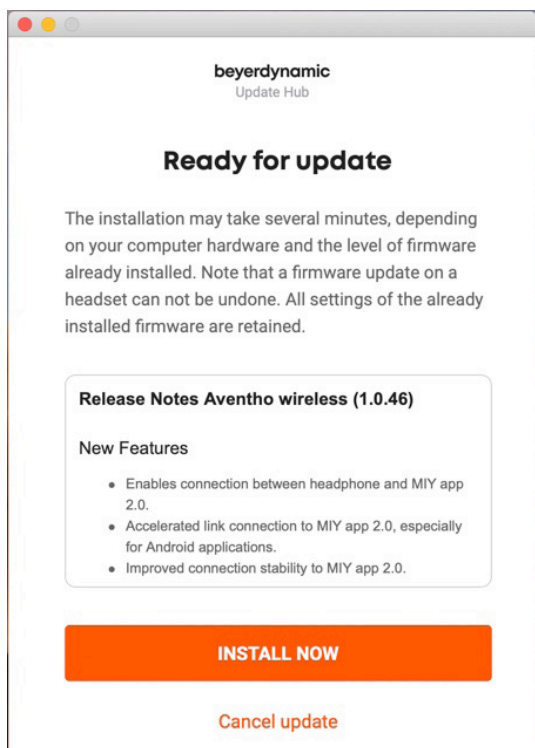 beyerdynamic
Update Hub
Ready for update
The installation may take several minutes, depending
on your computer hardware and the level of firmware
already installed. Note that a firmware update on a
headset can not be undone. All settings of the already
installed firmware are retained.
Release Notes Aventho wireless (1.0.46)
New Features
• Enables connection between headphone and MIY app
2.0.
• Accelerated link connection to MIY app 2.0, especially
for Android applications.
• Improved connection stability to MIY app 2.0.
INSTALL NOW
Cancel update